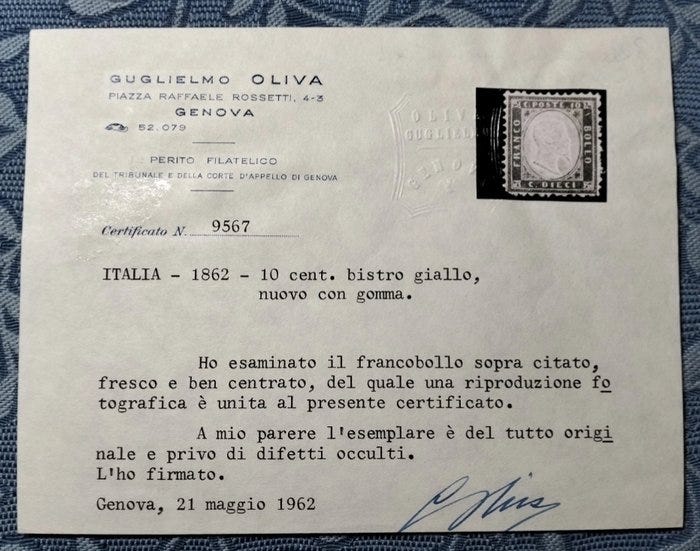 GUGLIELMO OLIVA
PIAZZA RAFFAELE ROSSETTI, 4-3
GENOVA
52.079
PERITO FILATELICO
DEL TRIBUNALE E DELLA CORTE D'APPELLO DI GENOVA
Certificato N. 9567
OLIVA
GUGLIELMO
GENOVA
C. POSTE 10
FRANCO
BOLLO
C. DIECI
ITALIA - 1862 - 10 cent. bistro giallo,
nuovo con gomma.
Ho esaminato il francobollo sopra citato,
fresco e ben centrato, del quale una riproduzione fo
tografica è unita al presente certificato.
A mio parere l'esemplare è del tutto origi
nale e privo di difetti occulti.
L'ho firmato.
Genova, 21 maggio 1962